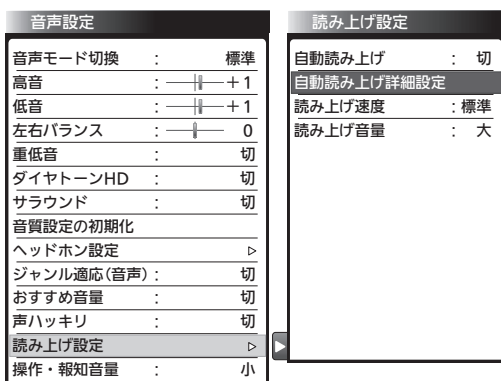 音声設定
音声モード切換 : 標準
高音 : +1
低音 : +1
左右バランス : 0
重低音 : 切
ダイヤトーンHD : 切
サラウンド : 切
音質設定の初期化
ヘッドホン設定 ▷
ジャンル適応(音声) : 切
おすすめ音量 : 切
声ハッキリ : 切
読み上げ設定 ▷
操作・報知音量 : 小
読み上げ設定
自動読み上げ : 切
自動読み上げ詳細設定
読み上げ速度 : 標準
読み上げ音量 : 大